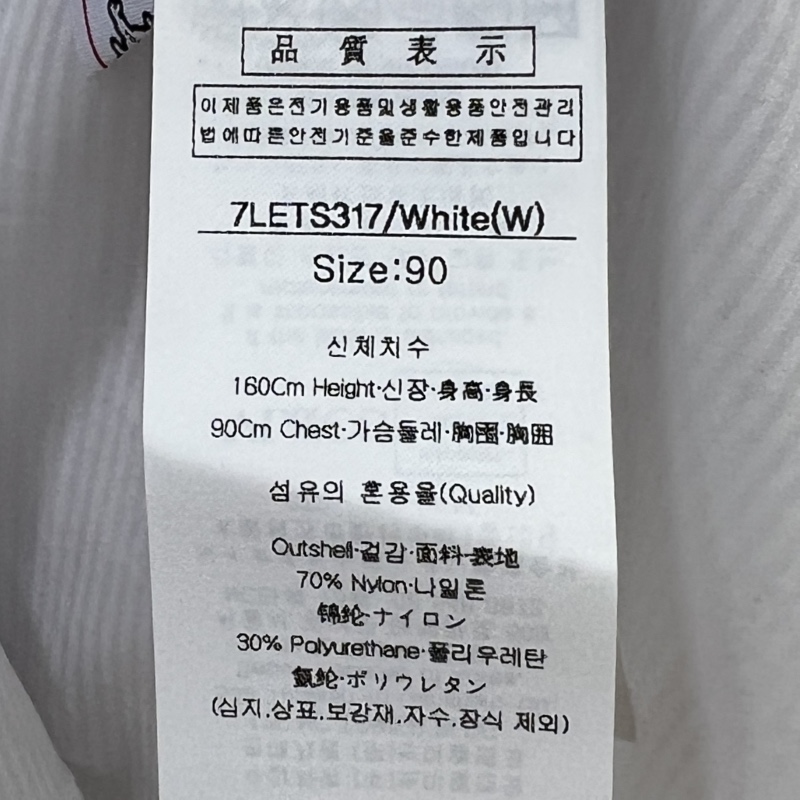 品質表示
이 제품은전기용품및생활용품안전관리
법에따른안전기준을준수한제품입니다
7LETS317/White(W)
Size:90
신체치수
160Cm Height·신장·身高·身長
90Cm Chest·가슴둘레·胸围·胸囲
섬유의 혼용율(Quality)
Outshell·겉감·面料·表地
70% Nylon·나일론
锦纶·ナイロン
30% Polyurethane·폴리우레탄
氨纶·ポリウレタン
(심지,상표,보강재,자수,장식 제외)